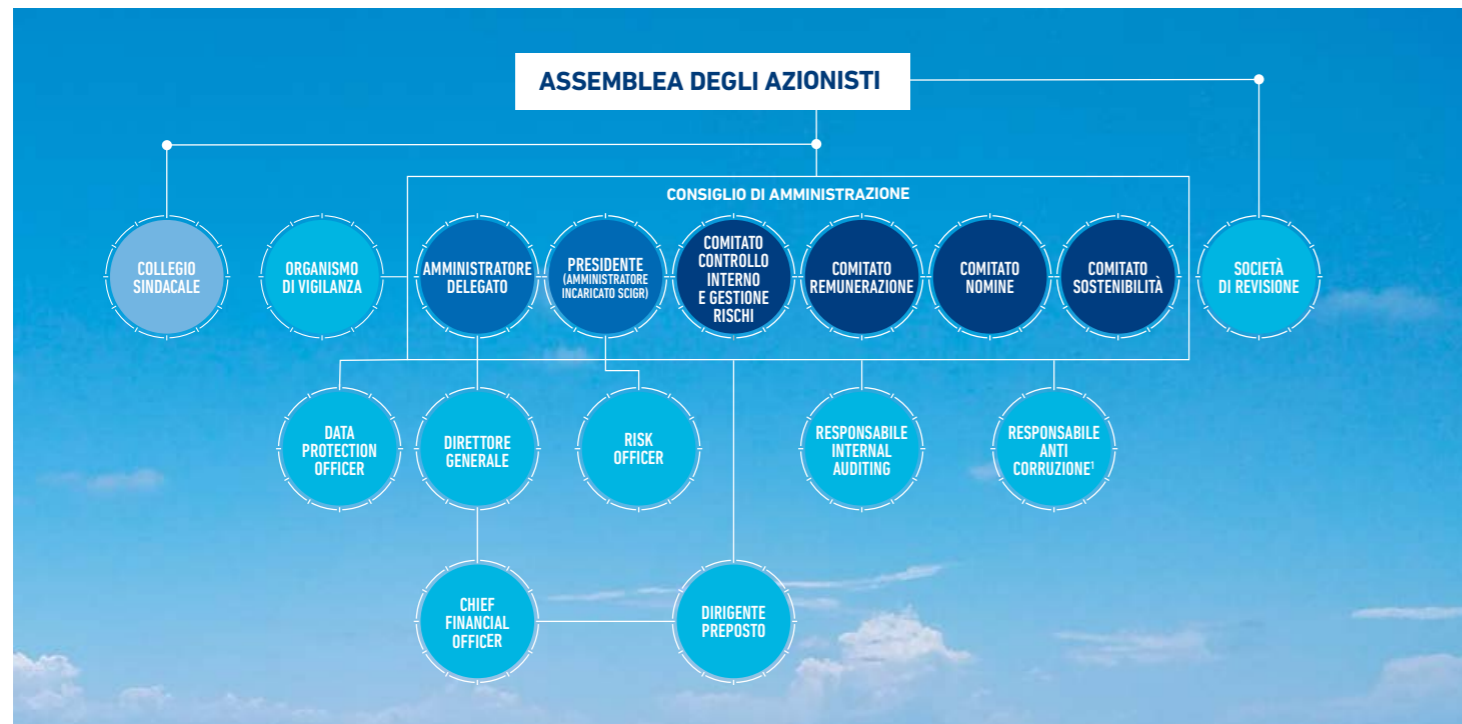 ASSEMBLEA DEGLI AZIONISTI
CONSIGLIO DI AMMINISTRAZIONE
COLLEGIO
SINDACALE
ORGANISMO
DI VIGILANZA
AMMINISTRATORE
DELEGATO
PRESIDENTE
(AMMINISTRATORE
INCARICATO SCIGR)
COMITATO
CONTROLLO
INTERNO
E GESTIONE
RISCHI
COMITATO
REMUNERAZIONE
COMITATO
NOMINE
COMITATO
SOSTENIBILITÀ
SOCIETÀ
DI REVISIONE
DATA
PROTECTION
OFFICER
DIRETTORE
GENERALE
RISK
OFFICER
RESPONSABILE
INTERNAL
AUDITING
RESPONSABILE
ANTI
CORRUZIONE¹
CHIEF
FINANCIAL
OFFICER
DIRIGENTE
PREPOSTO